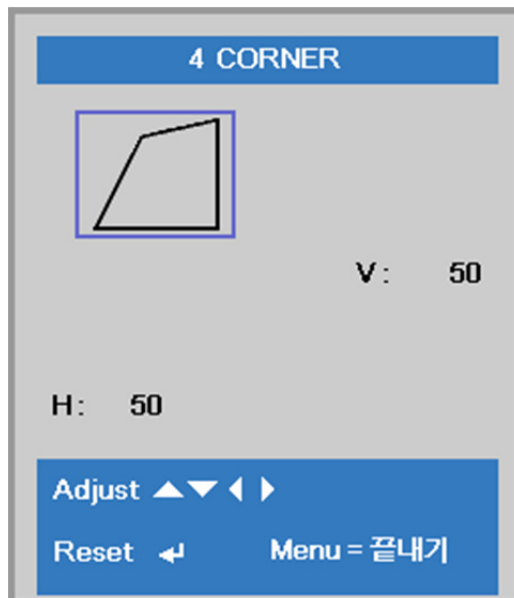 4 CORNER
V: 50
H: 50
Adjust ▲▼◀▶
Reset ↵ Menu = 끝내기